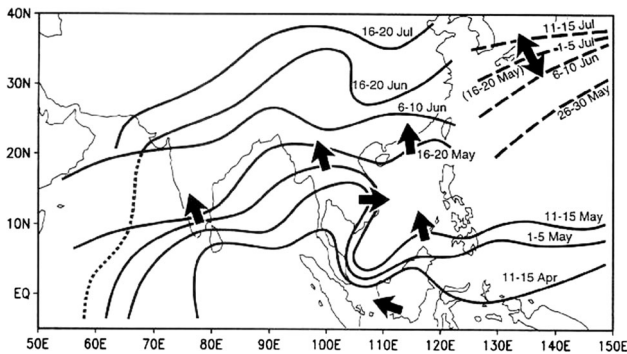 40N
30N
20N
10N
EQ
16-20 Jul
11-15 Jul
1-5 Jul
(16-20 May)
6-10 Jun
16-20 Jun
26-30 May
6-10 Jun
16-20 May
11-15 May
1-5 May
11-15 Apr
50E 60E 70E 80E 90E 100E 110E 120E 130E 140E 150E